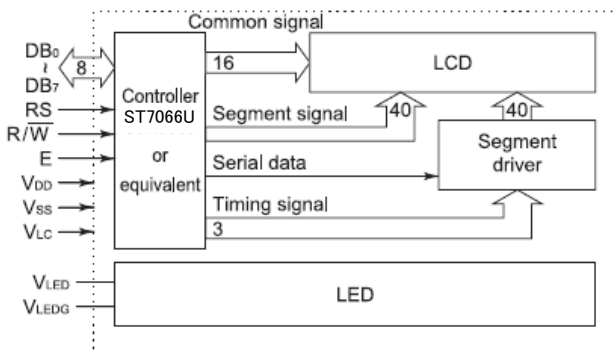 Common signal
DB0
~
DB7
8
16
LCD
Controller
ST7066U
or
equivalent
RS
R/W̅
E
VDD
VSS
VLC
Segment signal
40
40
Segment
driver
Serial data
Timing signal
3
VLED
VLEDG
LED